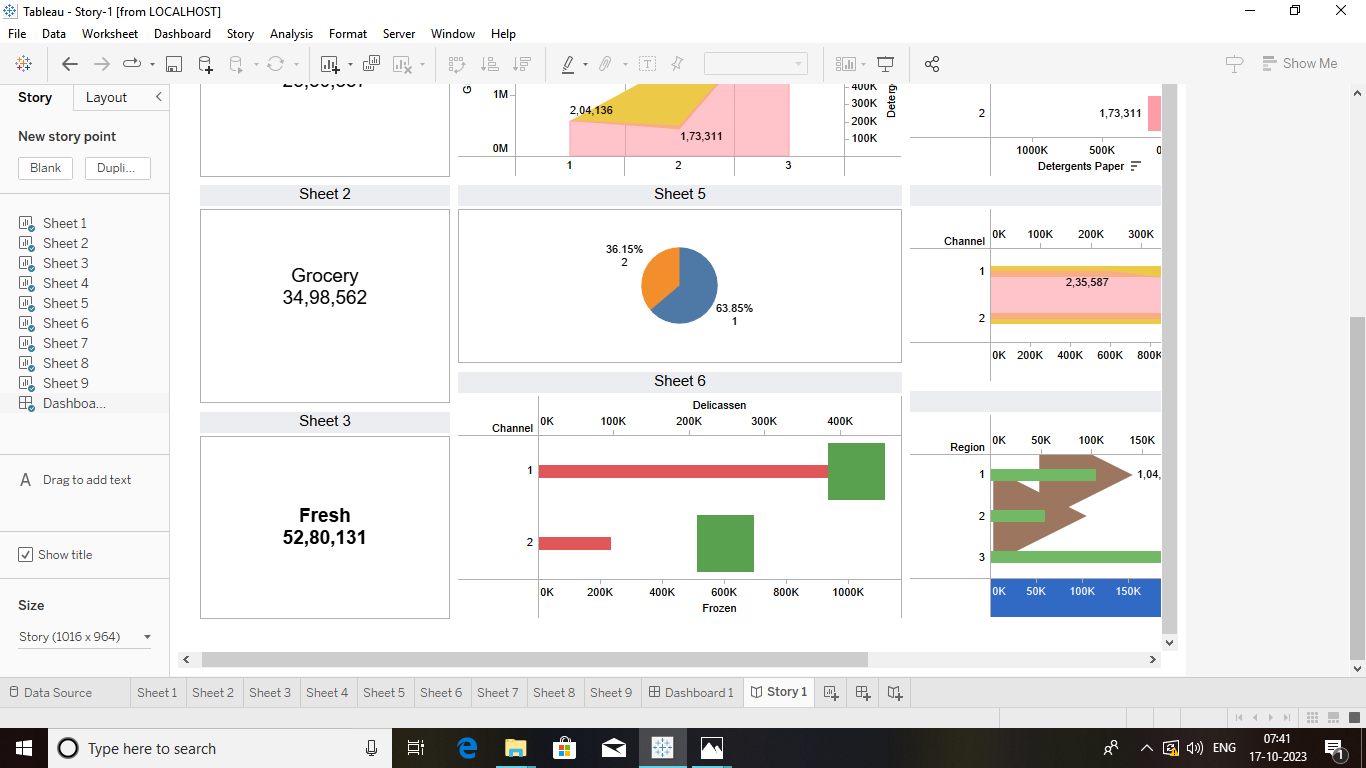 Tableau - Story-1 [from LOCALHOST]
File Data Worksheet Dashboard Story Analysis Format Server Window Help
Show Me
Story Layout
New story point
Blank Dupli...
Sheet 1
Sheet 2
Sheet 3
Sheet 4
Sheet 5
Sheet 6
Sheet 7
Sheet 8
Sheet 9
Dashboa...
A Drag to add text
Show title
Size
Story (1016 x 964)
1M
2,04,136
1,73,311
0M
1 2 3
400K
300K
200K
100K
2 1,73,311
1000K 500K 0
Detergents Paper
Sheet 2
Grocery
34,98,562
Sheet 3
Fresh
52,80,131
Sheet 5
36.15%
2
63.85%
1
Sheet 6
Delicassen
Channel 0K 100K 200K 300K 400K
1
2
0K 200K 400K 600K 800K 1000K
Frozen
Channel 0K 100K 200K 300K
1
2,35,587
2
0K 200K 400K 600K 800K
Region 0K 50K 100K 150K
1 1,04,
2
3
0K 50K 100K 150K
Data Source Sheet 1 Sheet 2 Sheet 3 Sheet 4 Sheet 5 Sheet 6 Sheet 7 Sheet 8 Sheet 9 Dashboard 1 Story 1
Type here to search
ENG
07:41
17-10-2023
1